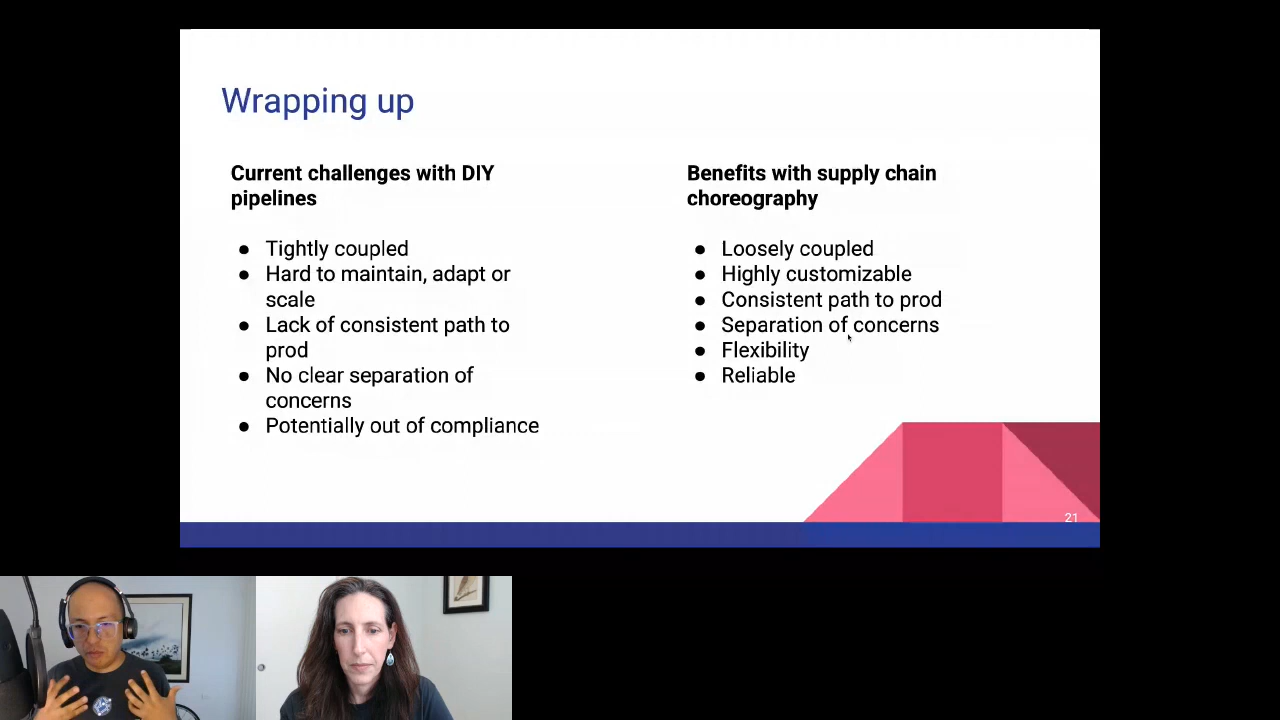 Wrapping up
Current challenges with DIY
pipelines
● Tightly coupled
● Hard to maintain, adapt or
scale
● Lack of consistent path to
prod
● No clear separation of
concerns
● Potentially out of compliance
Benefits with supply chain
choreography
● Loosely coupled
● Highly customizable
● Consistent path to prod
● Separation of concerns
● Flexibility
● Reliable
21